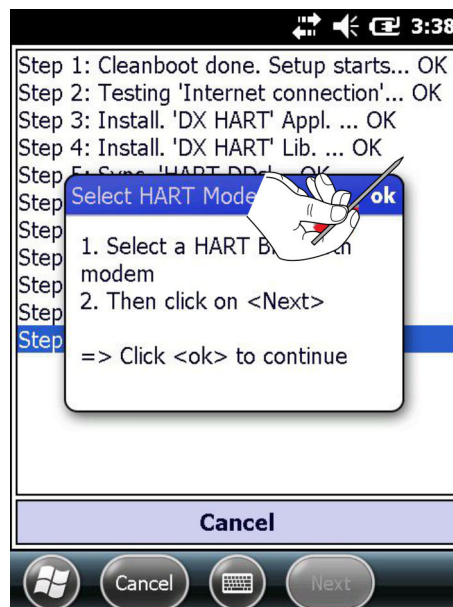 3:38
Step 1: Cleanboot done. Setup starts... OK
Step 2: Testing 'Internet connection'... OK
Step 3: Install. 'DX HART' Appl. ... OK
Step 4: Install. 'DX HART' Lib. ... OK
Step
Step
Step
Step
Step
Step
Step
Select HART
ok
1. Select a HART
modem
2. Then click on <Next>
=> Click <ok> to continue
Cancel
Cancel
Next